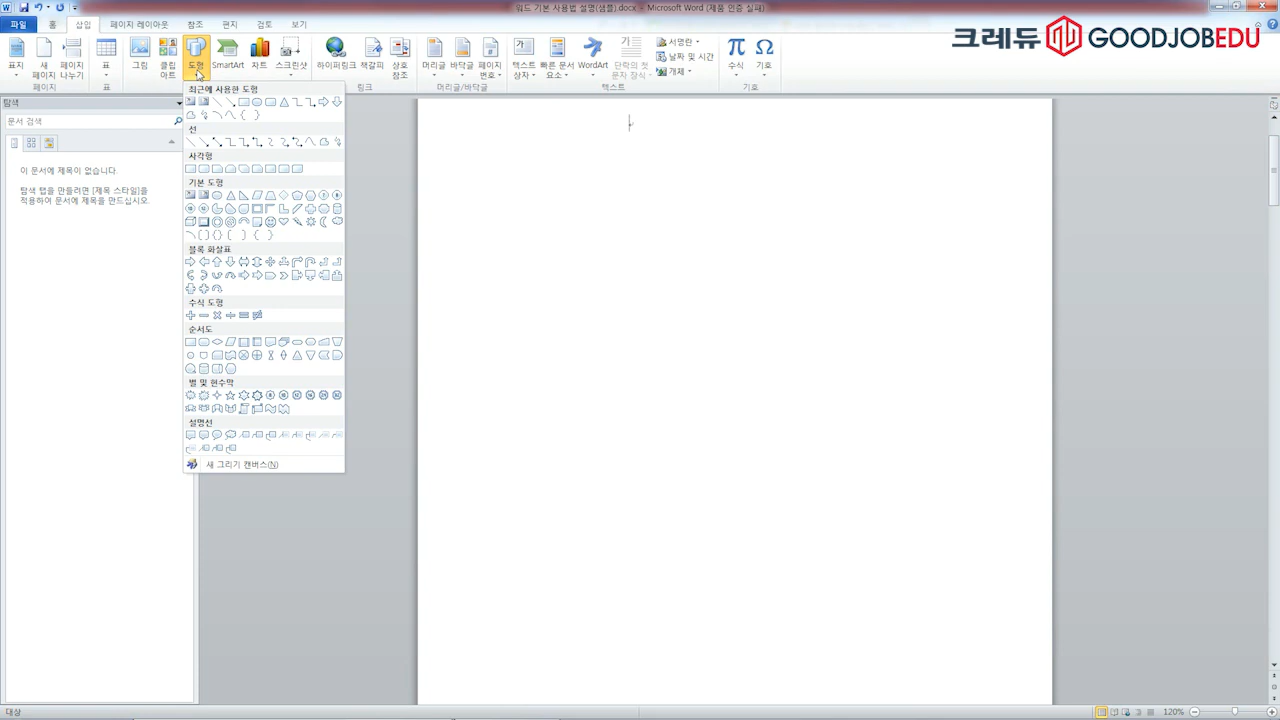 워드 기본 사용법 설명(샘플).docx - Microsoft Word (제품 인증 실패)
파일 홈 삽입 페이지 레이아웃 참조 편지 검토 보기
크레듀 GOODJOBEDU
표지
새 페이지
페이지 나누기
표
그림
클립 아트
도형
SmartArt
차트
스크린샷
하이퍼링크
책갈피
상호 참조
머리글
바닥글
페이지 번호
텍스트 상자
빠른 문서 요소
WordArt
단락의 첫 문자 장식
서명란
날짜 및 시간
개체
수식
기호
페이지 표 링크 머리글/바닥글 텍스트 기호
탐색
문서 검색
이 문서에 제목이 없습니다.
탐색 탭을 만들려면 [제목 스타일]을
적용하여 문서에 제목을 만드십시오.
최근에 사용한 도형
선
사각형
기본 도형
블록 화살표
수식 도형
순서도
별 및 현수막
설명선
새 그리기 캔버스(N)
대상
120%